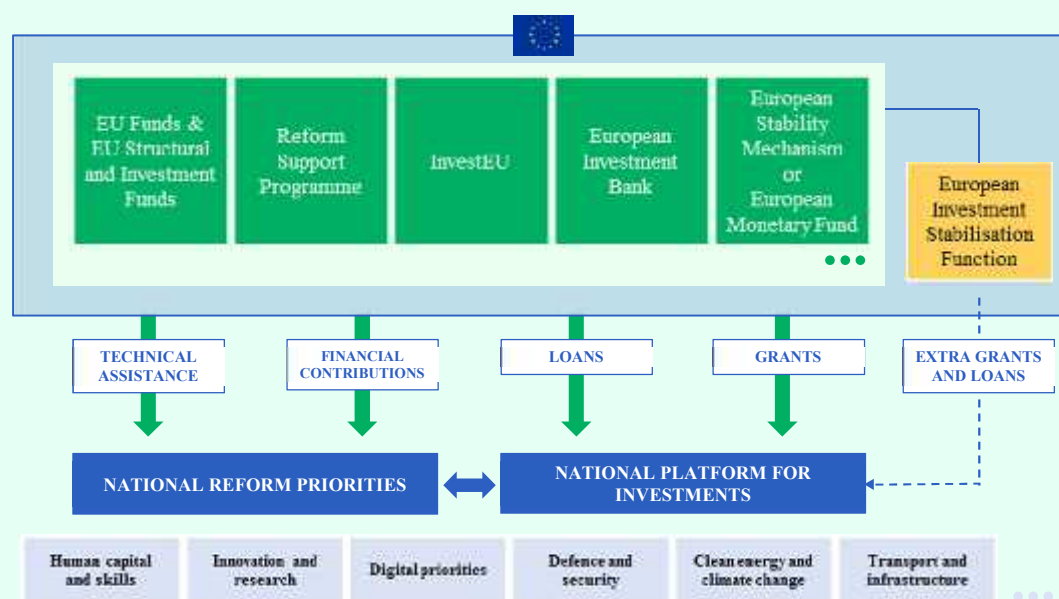 EU Funds &
EU Structural
and Investment
Funds
Reform
Support
Programme
InvestEU
European
Investment
Bank
European
Stability
Mechanism
or
European
Monetary Fund
European
Investment
Stabilisation
Function
TECHNICAL
ASSISTANCE
FINANCIAL
CONTRIBUTIONS
LOANS
GRANTS
EXTRA GRANTS
AND LOANS
NATIONAL REFORM PRIORITIES
NATIONAL PLATFORM FOR
INVESTMENTS
Human capital
and skills
Innovation and
research
Digital priorities
Defence and
security
Clean energy and
climate change
Transport and
infrastructure